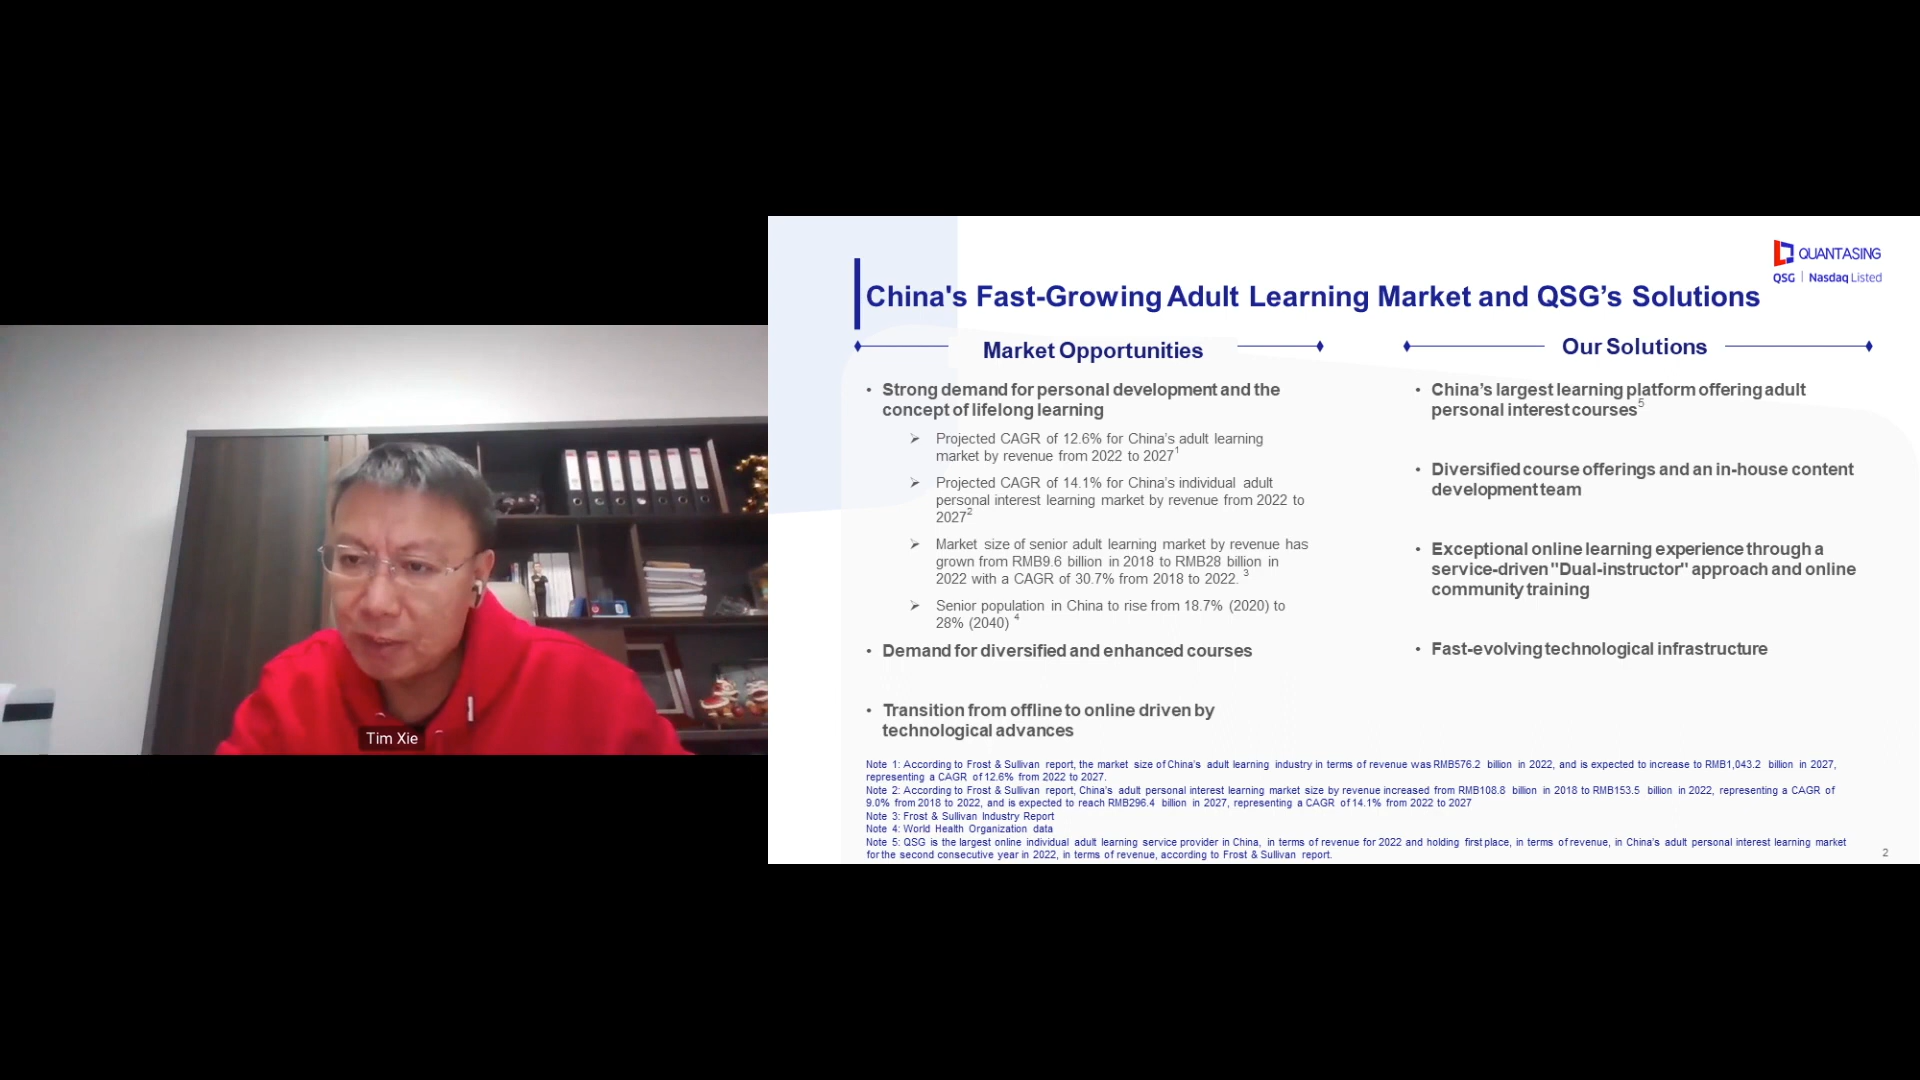 Tim Xie
QUANTASING
QSG | Nasdaq Listed
China's Fast-Growing Adult Learning Market and QSG’s Solutions
Market Opportunities
• Strong demand for personal development and the
concept of lifelong learning
➢ Projected CAGR of 12.6% for China’s adult learning
market by revenue from 2022 to 2027¹
➢ Projected CAGR of 14.1% for China’s individual adult
personal interest learning market by revenue from 2022 to
2027²
➢ Market size of senior adult learning market by revenue has
grown from RMB9.6 billion in 2018 to RMB28 billion in
2022 with a CAGR of 30.7% from 2018 to 2022. ³
➢ Senior population in China to rise from 18.7% (2020) to
28% (2040) ⁴
• Demand for diversified and enhanced courses
• Transition from offline to online driven by
technological advances
Our Solutions
• China’s largest learning platform offering adult
personal interest courses⁵
• Diversified course offerings and an in-house content
development team
• Exceptional online learning experience through a
service-driven "Dual-instructor" approach and online
community training
• Fast-evolving technological infrastructure
Note 1: According to Frost & Sullivan report, the market size of China’s adult learning industry in terms of revenue was RMB576.2 billion in 2022, and is expected to increase to RMB1,043.2 billion in 2027,
representing a CAGR of 12.6% from 2022 to 2027.
Note 2: According to Frost & Sullivan report, China’s adult personal interest learning market size by revenue increased from RMB108.8 billion in 2018 to RMB153.5 billion in 2022, representing a CAGR of
9.0% from 2018 to 2022, and is expected to reach RMB296.4 billion in 2027, representing a CAGR of 14.1% from 2022 to 2027
Note 3: Frost & Sullivan Industry Report
Note 4: World Health Organization data
Note 5: QSG is the largest online individual adult learning service provider in China, in terms of revenue for 2022 and holding first place, in terms of revenue, in China’s adult personal interest learning market
for the second consecutive year in 2022, in terms of revenue, according to Frost & Sullivan report.
2